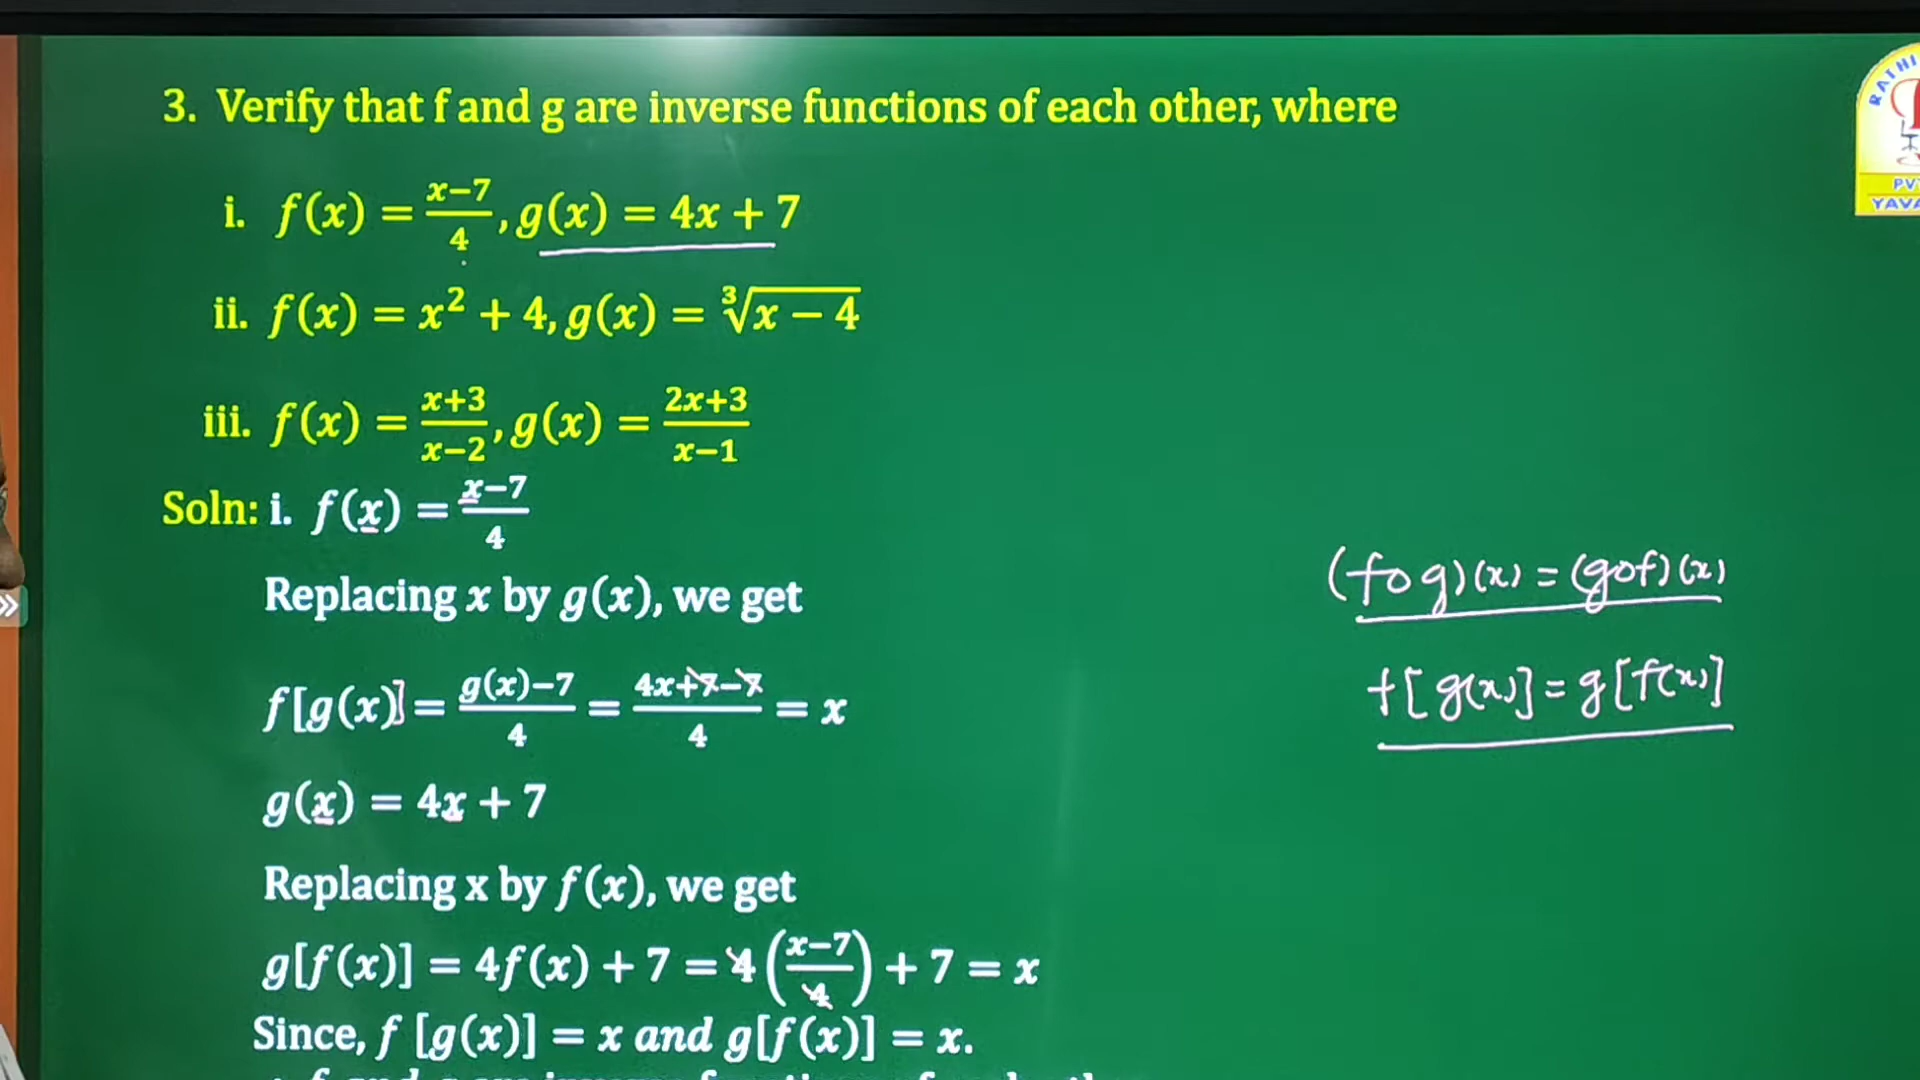 3. Verify that f and g are inverse functions of each other, where
i. f(x) = x−7/4, g(x) = 4x + 7
ii. f(x) = x² + 4, g(x) = ∛(x − 4)
iii. f(x) = x+3/x−2, g(x) = 2x+3/x−1
Soln: i. f(x) = x−7/4
Replacing x by g(x), we get
f[g(x)] = g(x)−7/4 = 4x+7−7/4 = x
g(x) = 4x + 7
Replacing x by f(x), we get
g[f(x)] = 4f(x) + 7 = 4(x−7/4) + 7 = x
Since, f [g(x)] = x and g[f(x)] = x.
(fog)(x) = (gof)(x)
f[g(x)] = g[f(x)]
RATHI